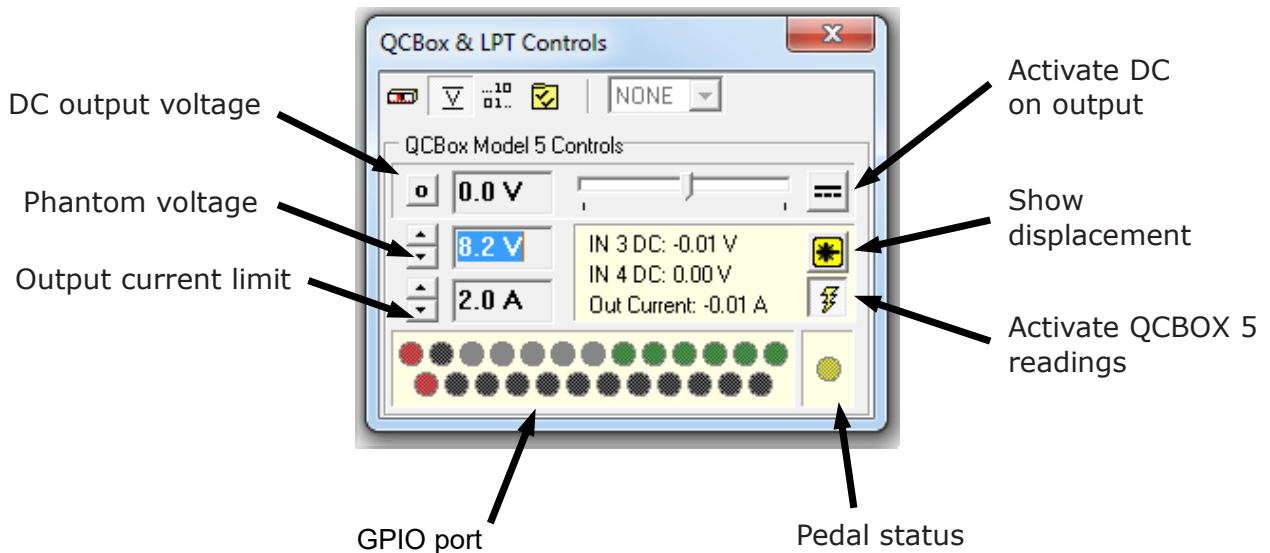 QCBox & LPT Controls
DC output voltage
Activate DC
on output
...10
01..
NONE
QCBox Model 5 Controls
o 0.0 V
Phantom voltage
8.2 V
Show
displacement
IN 3 DC: -0.01 V
IN 4 DC: 0.00 V
Out Current: -0.01 A
Output current limit
2.0 A
Activate QCBOX 5
readings
GPIO port
Pedal status